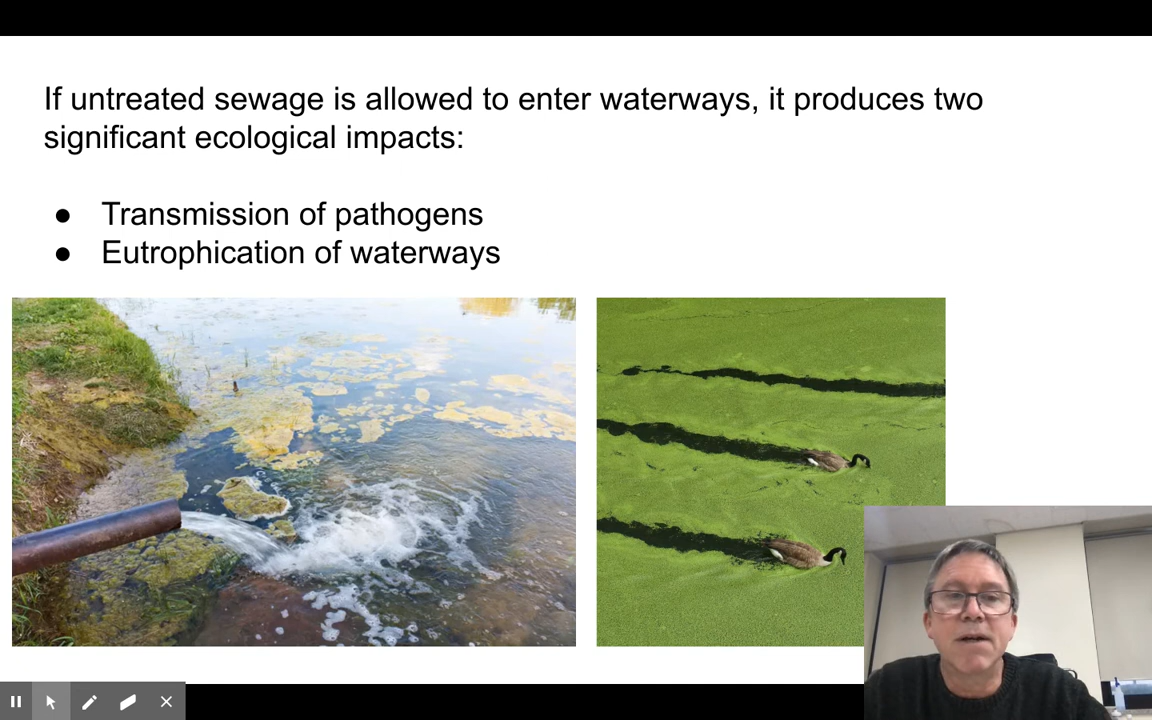 If untreated sewage is allowed to enter waterways, it produces two
significant ecological impacts:
● Transmission of pathogens
● Eutrophication of waterways